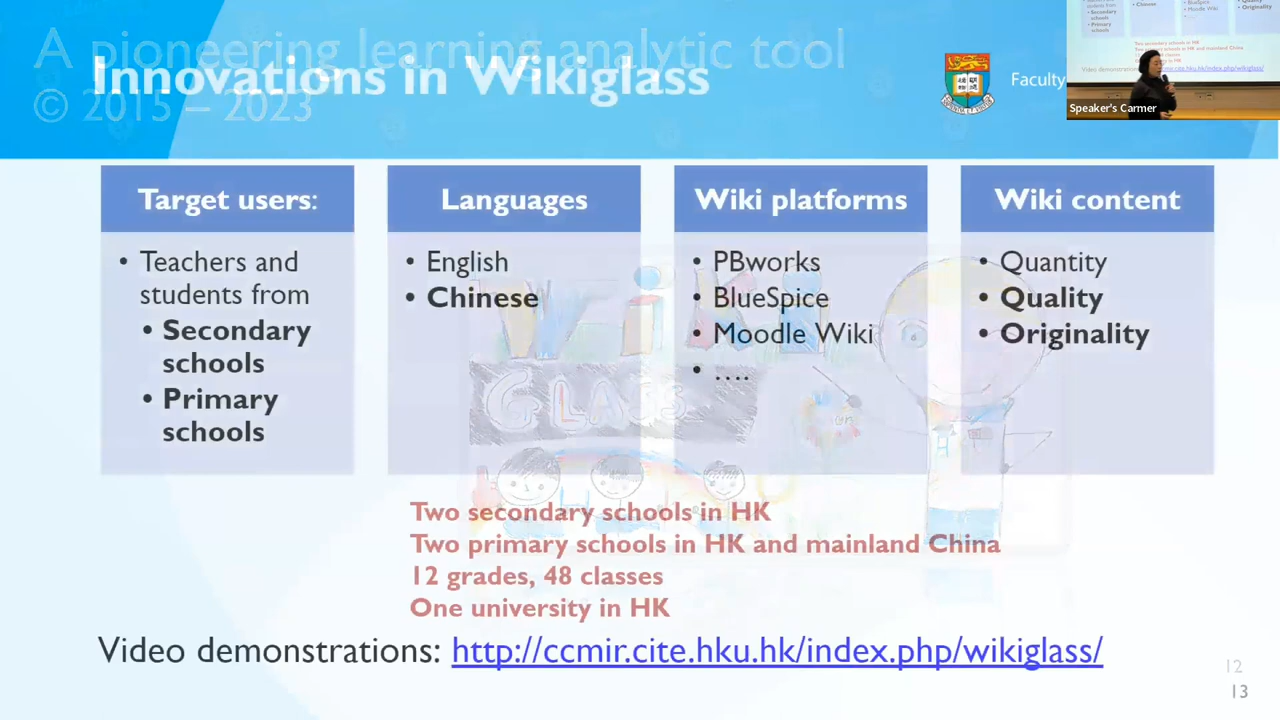 A pioneering learning analytic tool
Innovations in Wikiglass
© 2015 – 2023
Faculty
Speaker's Carmer
Target users:
• Teachers and
students from
• Secondary
schools
• Primary
schools
Languages
• English
• Chinese
Wiki platforms
• PBworks
• BlueSpice
• Moodle Wiki
• ....
Wiki content
• Quantity
• Quality
• Originality
Wiki
GLASS
Two secondary schools in HK
Two primary schools in HK and mainland China
12 grades, 48 classes
One university in HK
Video demonstrations: http://ccmir.cite.hku.hk/index.php/wikiglass/
12
13